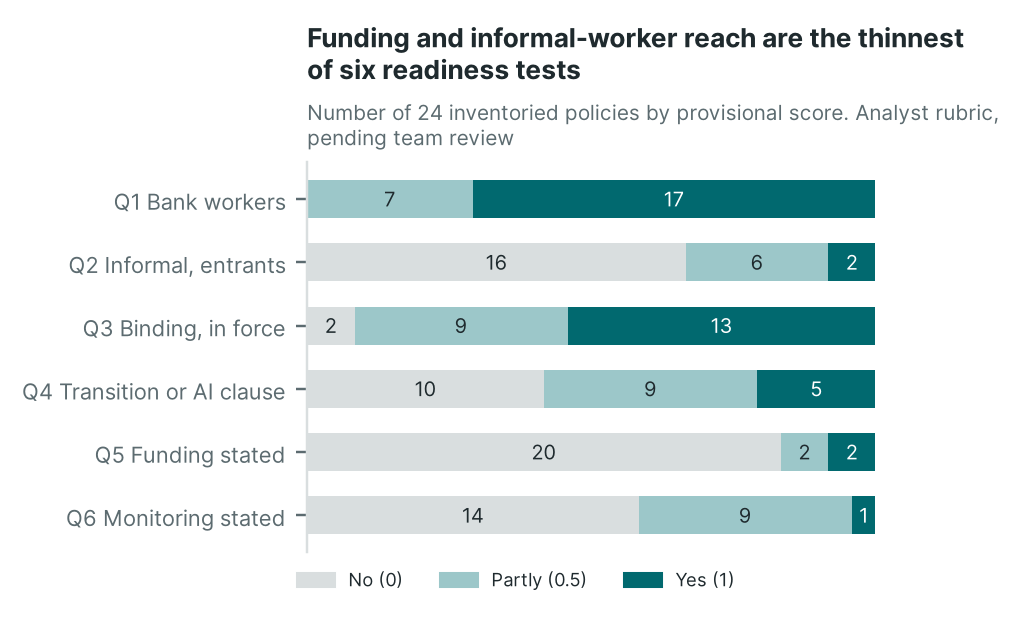 Funding and informal-worker reach are the thinnest
of six readiness tests
Number of 24 inventoried policies by provisional score. Analyst rubric,
pending team review
Q1 Bank workers 7 17
Q2 Informal, entrants 16 6 2
Q3 Binding, in force 2 9 13
Q4 Transition or AI clause 10 9 5
Q5 Funding stated 20 2 2
Q6 Monitoring stated 14 9 1
No (0) Partly (0.5) Yes (1)